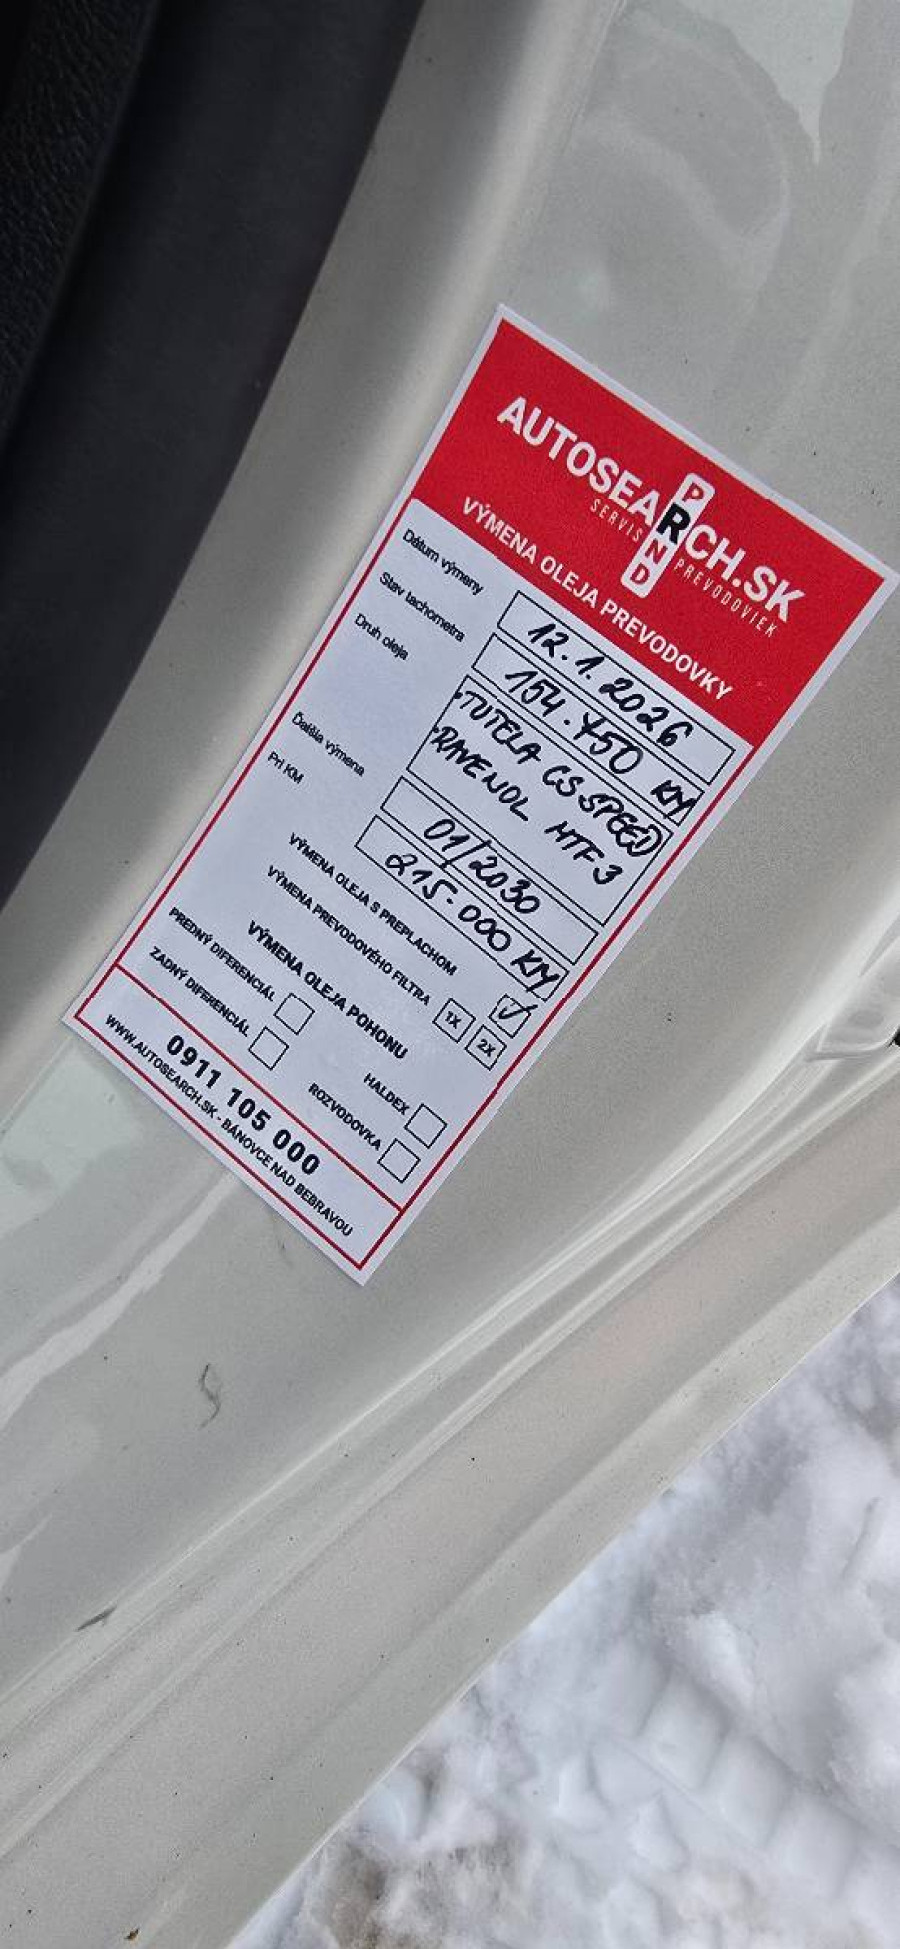 AUTOSEARCH.SK
P
R
N
D
SERVIS PREVODOVIEK
VÝMENA OLEJA PREVODOVKY
Dátum výmeny 12.1.2026
Stav tachometra 154.450 KM
Druh oleja •TUTELA CS SPEED
•RAVENOL MTF3
Ďalšia výmena 01/2030
Pri KM 215.000 KM
VÝMENA OLEJA S PREPLACHOM ✓
VÝMENA PREVODOVÉHO FILTRA 1X 2X
VÝMENA OLEJA POHONU
PREDNÝ DIFERENCIÁL HALDEX
ZADNÝ DIFERENCIÁL ROZVODOVKA
0911 105 000
WWW.AUTOSEARCH.SK - BÁNOVCE NAD BEBRAVOU